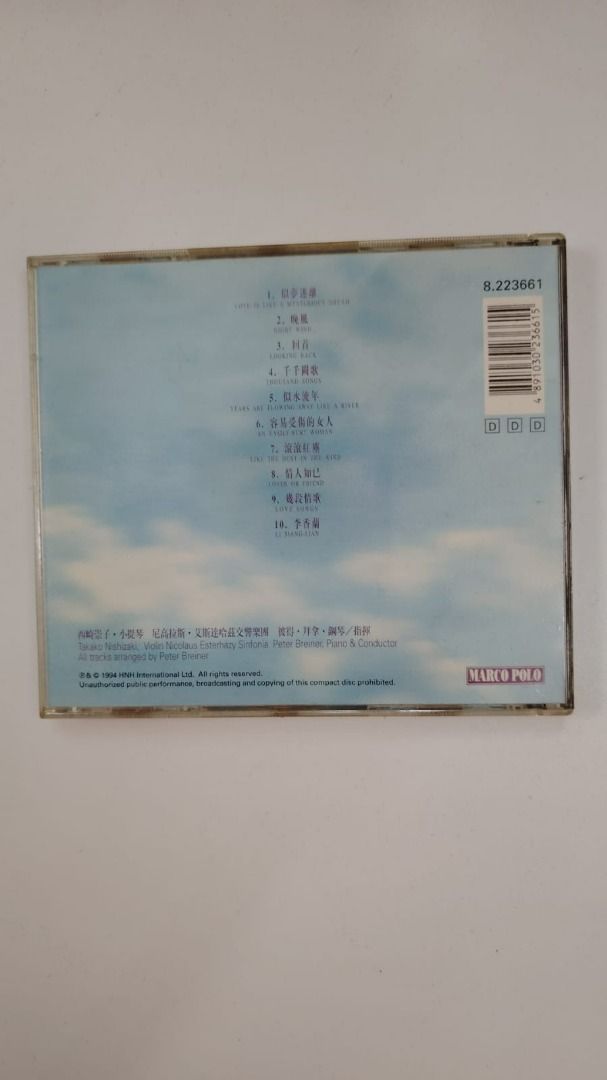 8.223661
1. 似夢迷離
LOVE IS LIKE A MYSTERIOUS DREAM
2. 晚風
NIGHT WIND
3. 回首
LOOKING BACK
4. 千千闕歌
THOUSAND SONGS
5. 似水流年
YEARS ARE FLOWING AWAY LIKE A RIVER
6. 容易受傷的女人
AN EASILY HURT WOMAN
7. 滾滾紅塵
LIKE THE DUST IN THE WIND
8. 情人知己
LOVER OR FRIEND
9. 幾段情歌
LOVE SONGS
10. 李香蘭
LI XIANG-LIAN
4 891030 236615
D D D
西崎崇子・小提琴 尼高拉斯・艾斯達哈茲交響樂團 彼得・拜拿・鋼琴／指揮
Takako Nishizaki, Violin Nicolaus Esterházy Sinfonia Peter Breiner, Piano & Conductor
All tracks arranged by Peter Breiner
℗& © 1994 HNH International Ltd. All rights reserved.
Unauthorized public performance, broadcasting and copying of this compact disc prohibited.
MARCO POLO